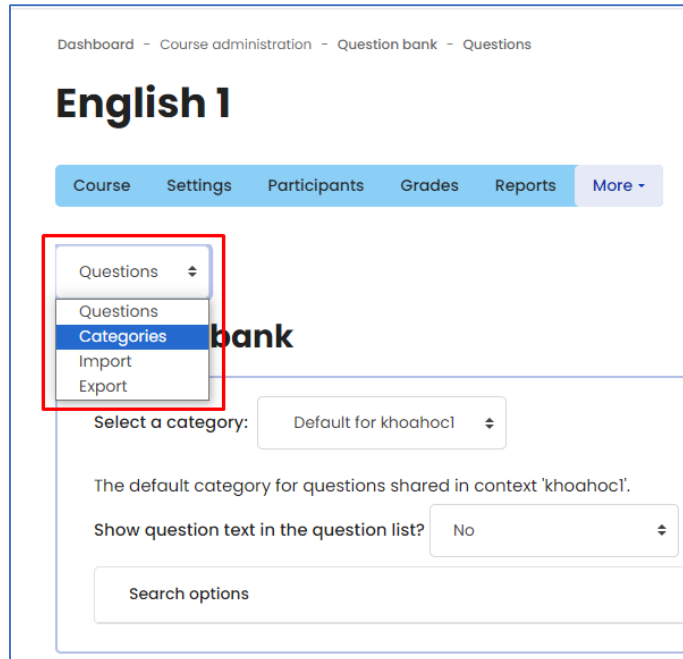 Dashboard - Course administration - Question bank - Questions
English 1
Course Settings Participants Grades Reports More
Questions
Questions
Categories
Import
Export
bank
Select a category: Default for khoahoc1
The default category for questions shared in context 'khoahoc1'.
Show question text in the question list? No
Search options